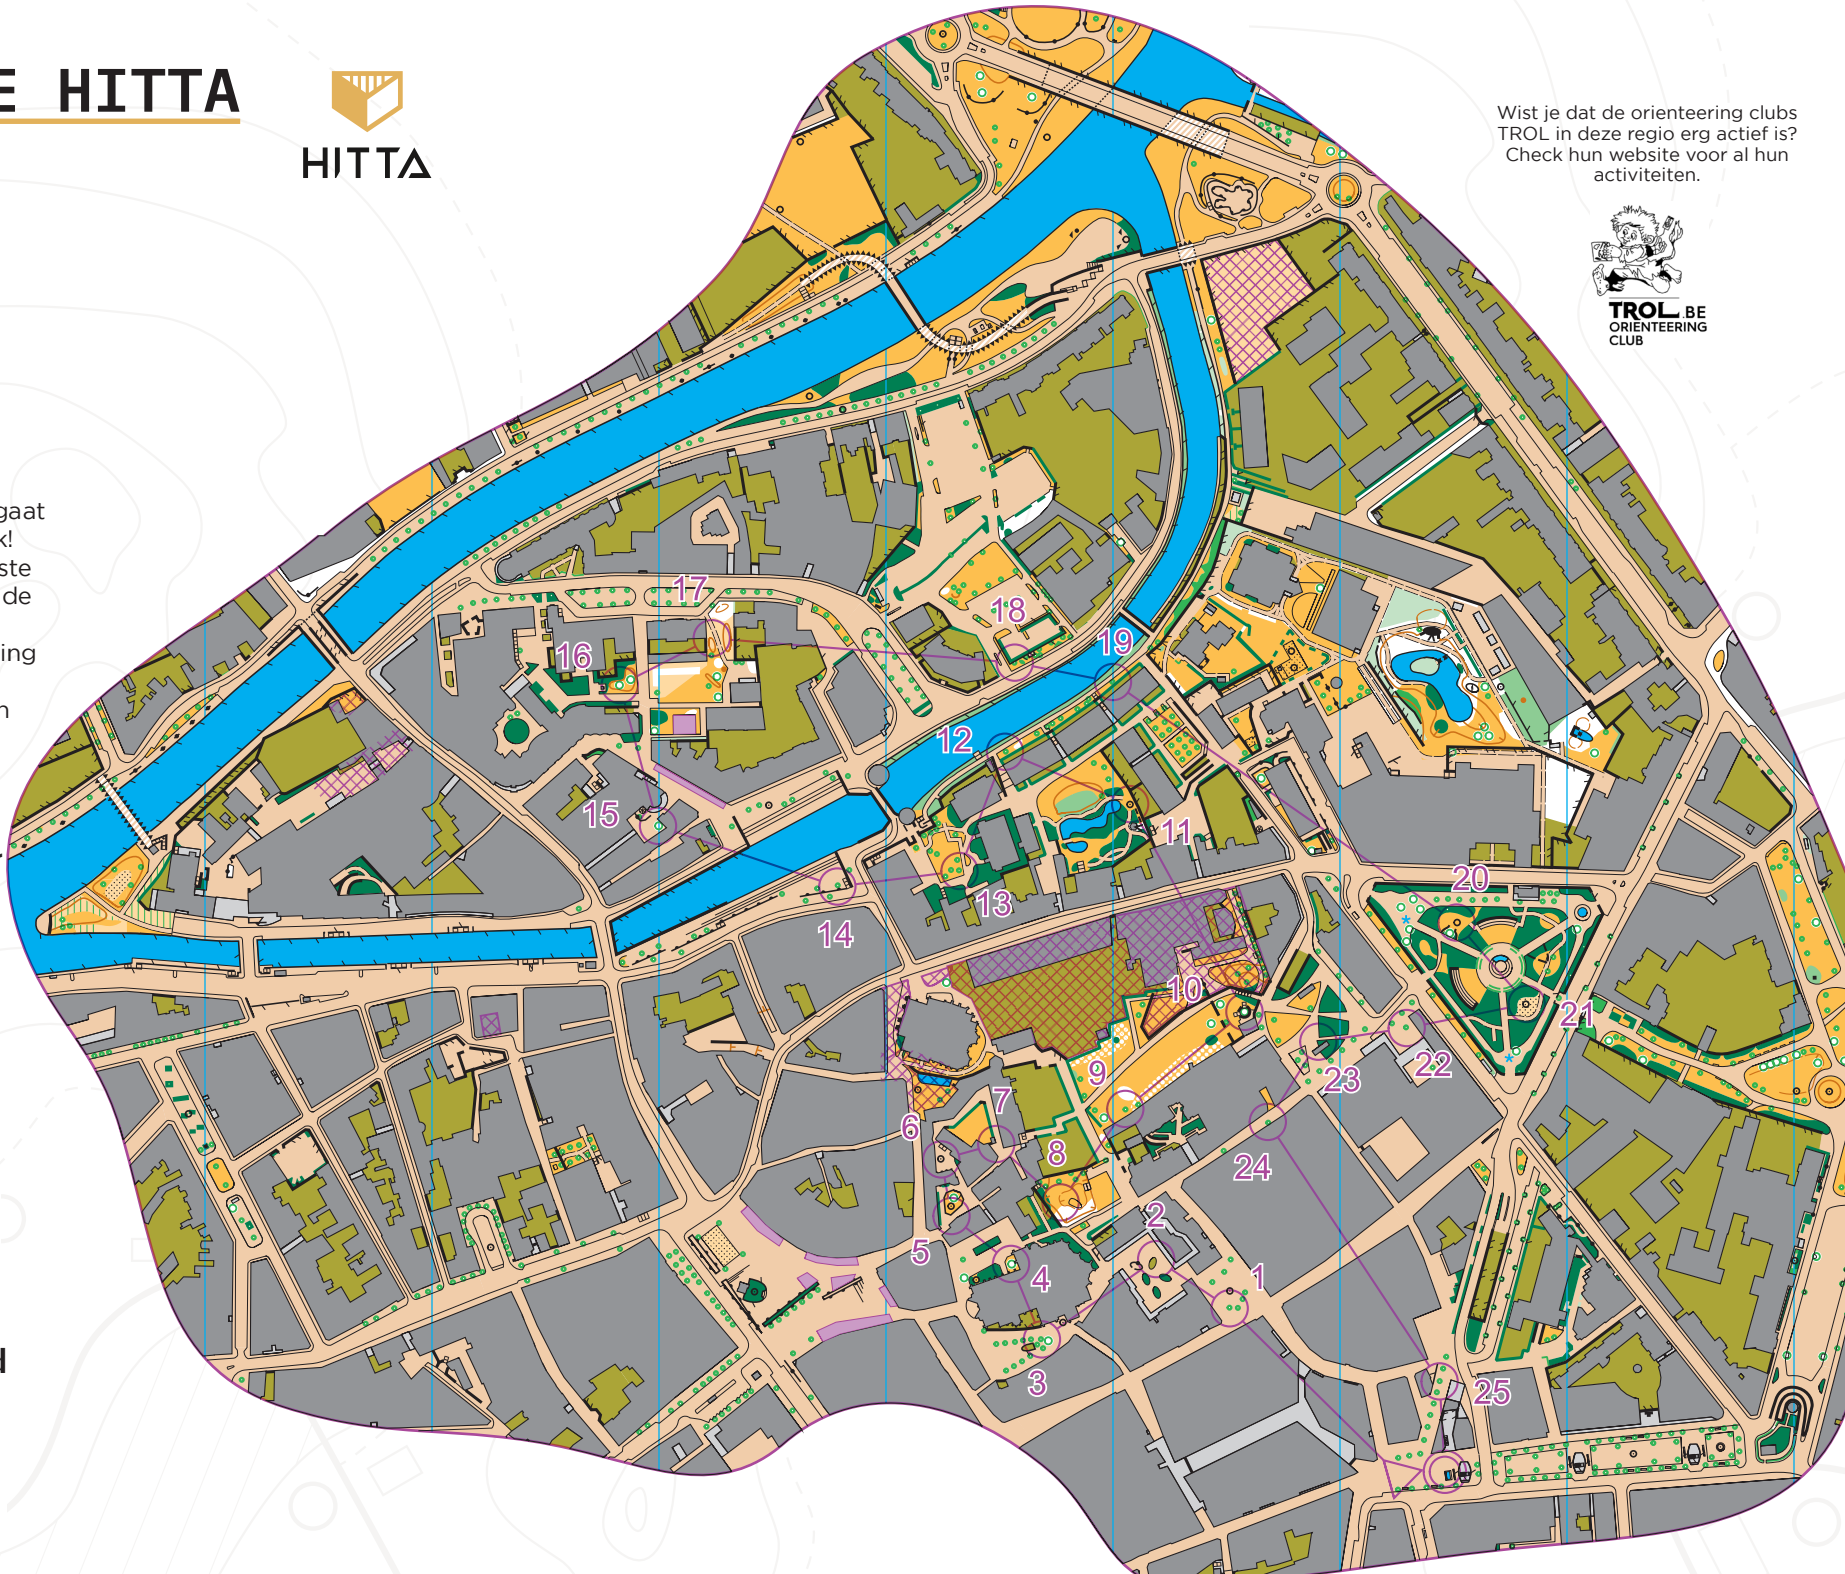 E HITTA
HITTA
Wist je dat de orienteering clubs
TROL in deze regio erg actief is?
Check hun website voor al hun
activiteiten.
TROL.BE
ORIENTEERING
CLUB
gaat
k!
ste
de
ing
n
d
17
18
16
19
12
15
11
20
13
14
10
21
9
22
23
7
6
8
24
2
5
4
1
3
25